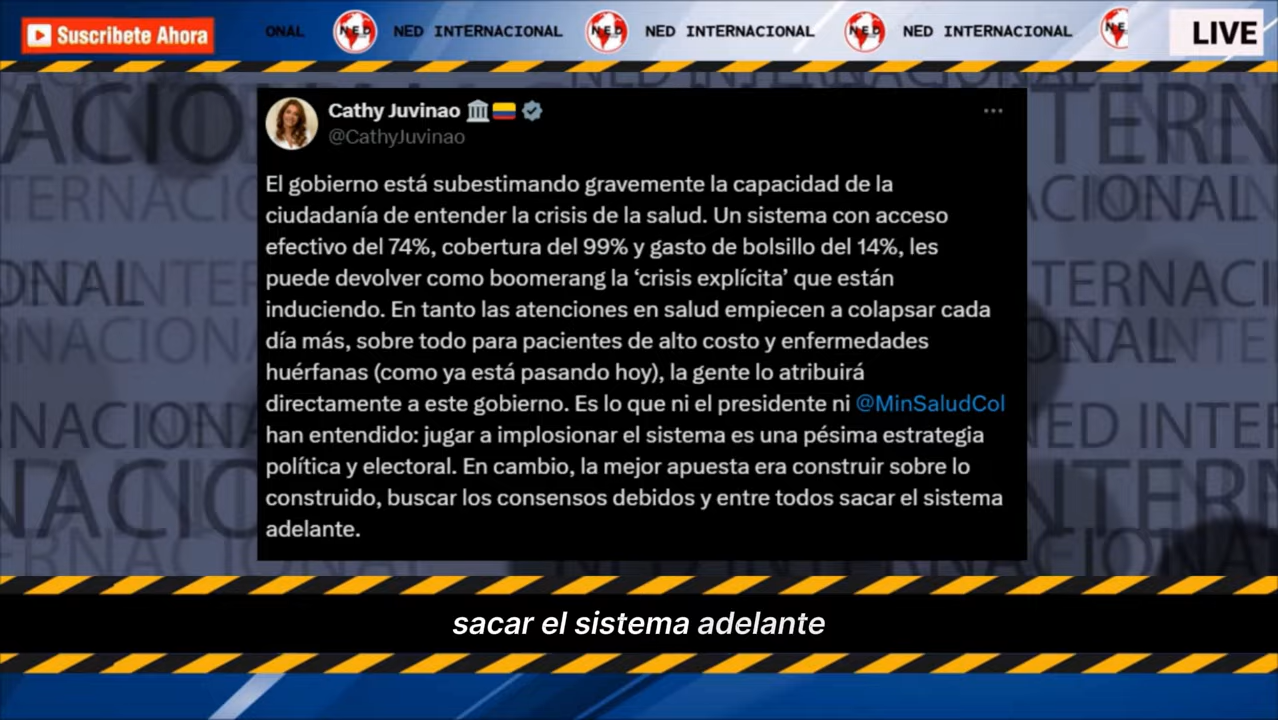 Suscribete Ahora
ONAL NED NED INTERNACIONAL NED NED INTERNACIONAL NED NED INTERNACIONAL NE
LIVE
Cathy Juvinao
@CathyJuvinao
El gobierno está subestimando gravemente la capacidad de la
ciudadanía de entender la crisis de la salud. Un sistema con acceso
efectivo del 74%, cobertura del 99% y gasto de bolsillo del 14%, les
puede devolver como boomerang la ‘crisis explícita’ que están
induciendo. En tanto las atenciones en salud empiecen a colapsar cada
día más, sobre todo para pacientes de alto costo y enfermedades
huérfanas (como ya está pasando hoy), la gente lo atribuirá
directamente a este gobierno. Es lo que ni el presidente ni @MinSaludCol
han entendido: jugar a implosionar el sistema es una pésima estrategia
política y electoral. En cambio, la mejor apuesta era construir sobre lo
construido, buscar los consensos debidos y entre todos sacar el sistema
adelante.
sacar el sistema adelante